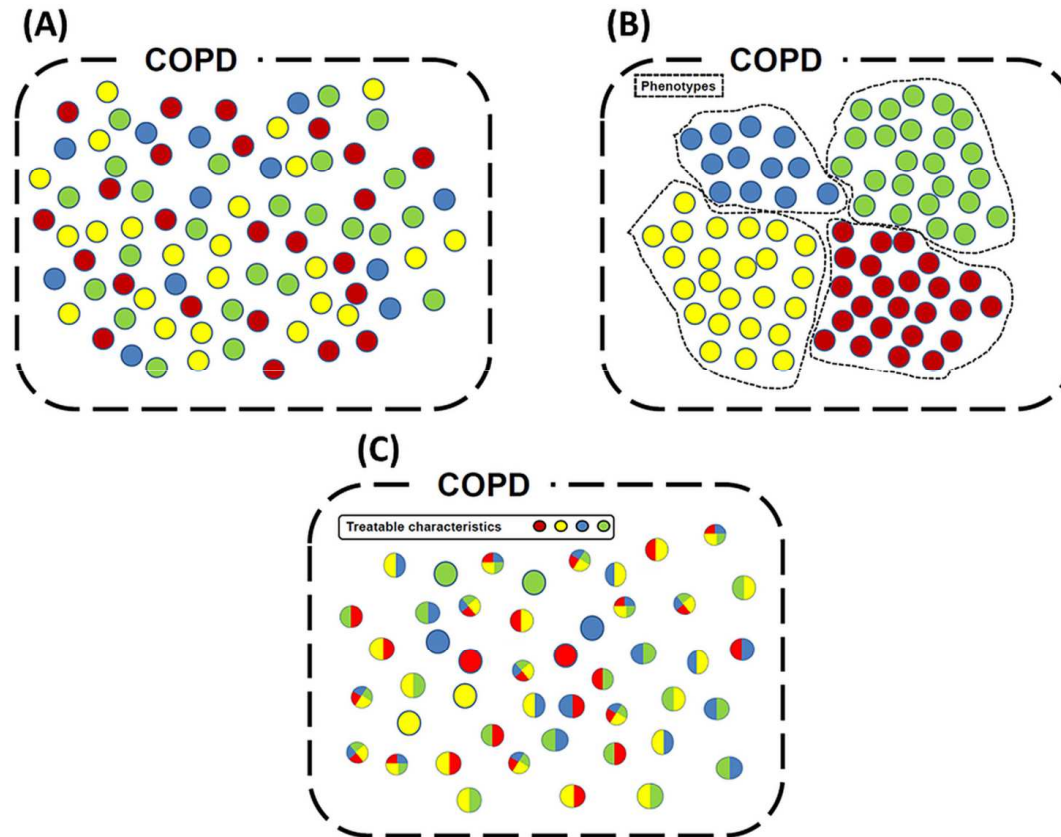 (A)
COPD
(B)
COPD
Phenotypes
(C)
COPD
Treatable characteristics